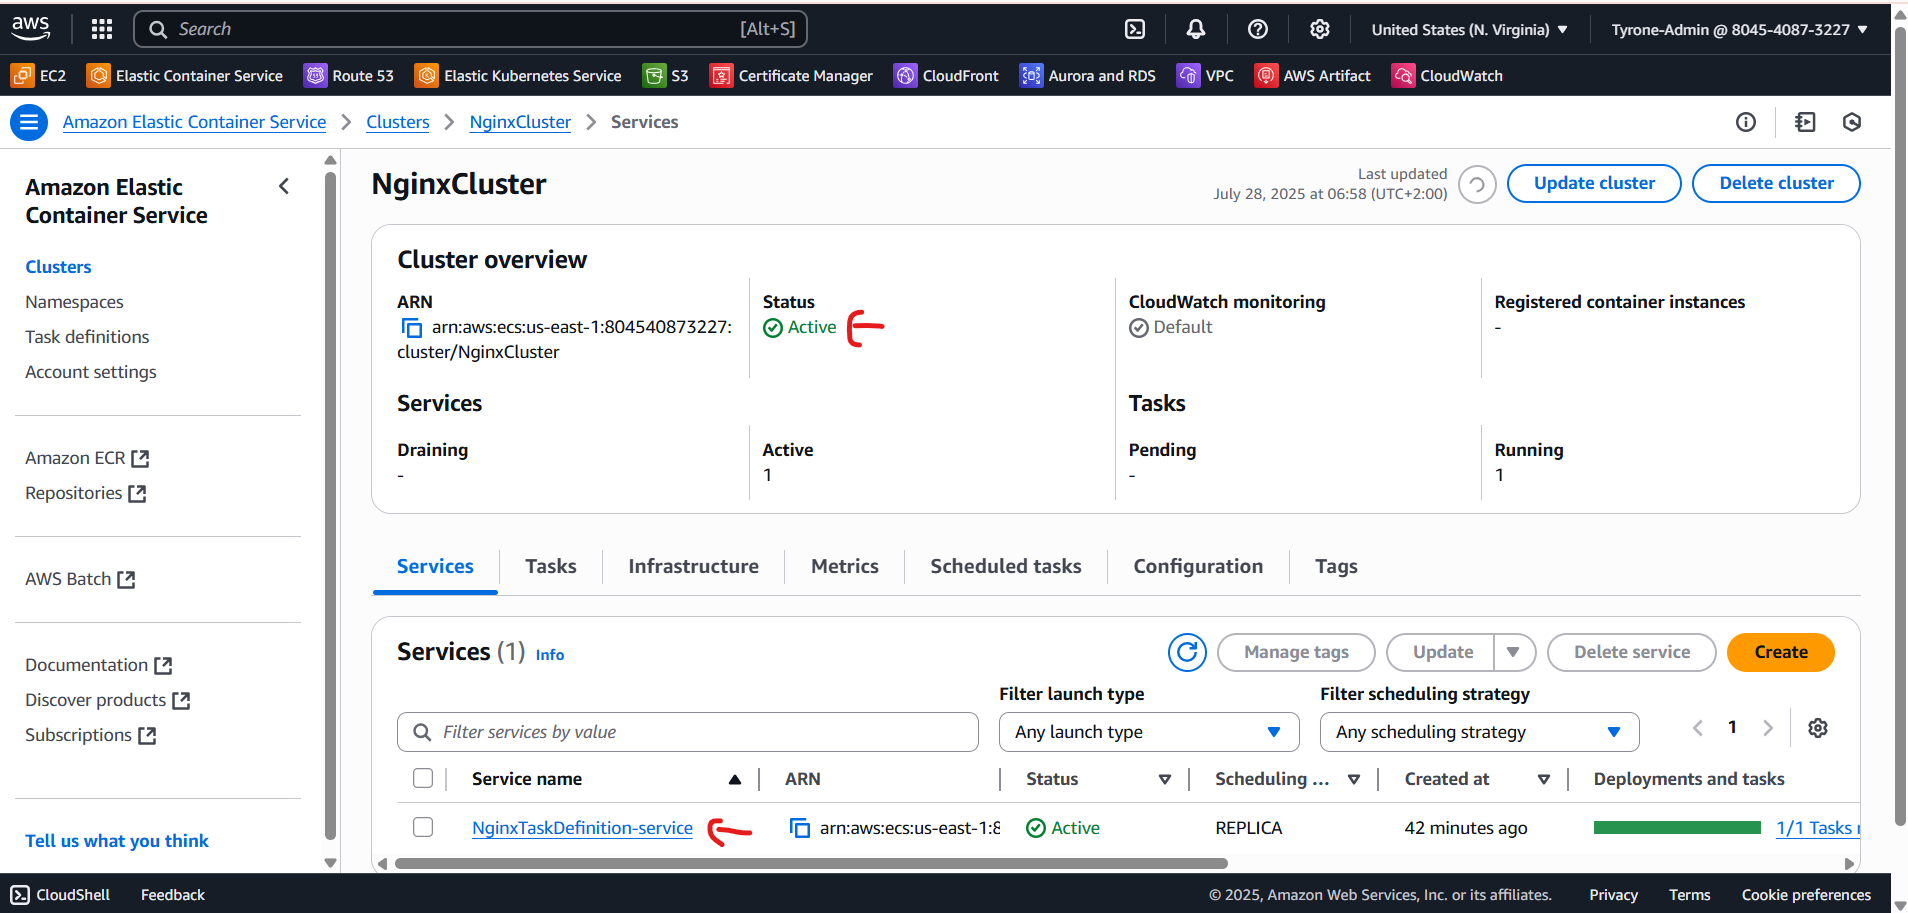 aws
Search [Alt+S]
United States (N. Virginia)
Tyrone-Admin @ 8045-4087-3227
EC2
Elastic Container Service
Route 53
Elastic Kubernetes Service
S3
Certificate Manager
CloudFront
Aurora and RDS
VPC
AWS Artifact
CloudWatch
Amazon Elastic Container Service
Clusters
NginxCluster
Services
Amazon Elastic
Container Service
Clusters
Namespaces
Task definitions
Account settings
Amazon ECR
Repositories
AWS Batch
Documentation
Discover products
Subscriptions
Tell us what you think
NginxCluster
Last updated
July 28, 2025 at 06:58 (UTC+2:00)
Update cluster
Delete cluster
Cluster overview
ARN
arn:aws:ecs:us-east-1:804540873227:
cluster/NginxCluster
Status
Active
CloudWatch monitoring
Default
Registered container instances
-
Services
Tasks
Draining
-
Active
1
Pending
-
Running
1
Services
Tasks
Infrastructure
Metrics
Scheduled tasks
Configuration
Tags
Services (1) Info
Manage tags
Update
Delete service
Create
Filter launch type
Filter scheduling strategy
Filter services by value
Any launch type
Any scheduling strategy
1
Service name
ARN
Status
Scheduling ...
Created at
Deployments and tasks
NginxTaskDefinition-service
arn:aws:ecs:us-east-1:8
Active
REPLICA
42 minutes ago
1/1 Tasks
CloudShell
Feedback
© 2025, Amazon Web Services, Inc. or its affiliates.
Privacy
Terms
Cookie preferences